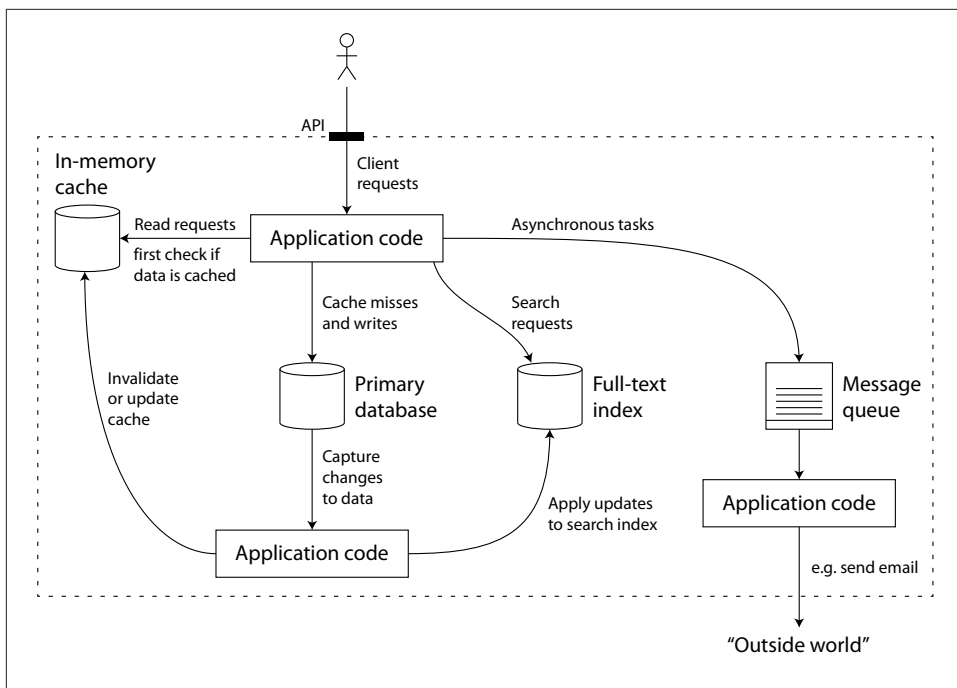 API
Client
requests
In-memory
cache
Read requests
first check if
data is cached
Application code
Asynchronous tasks
Cache misses
and writes
Search
requests
Invalidate
or update
cache
Primary
database
Full-text
index
Message
queue
Capture
changes
to data
Apply updates
to search index
Application code
Application code
e.g. send email
“Outside world”